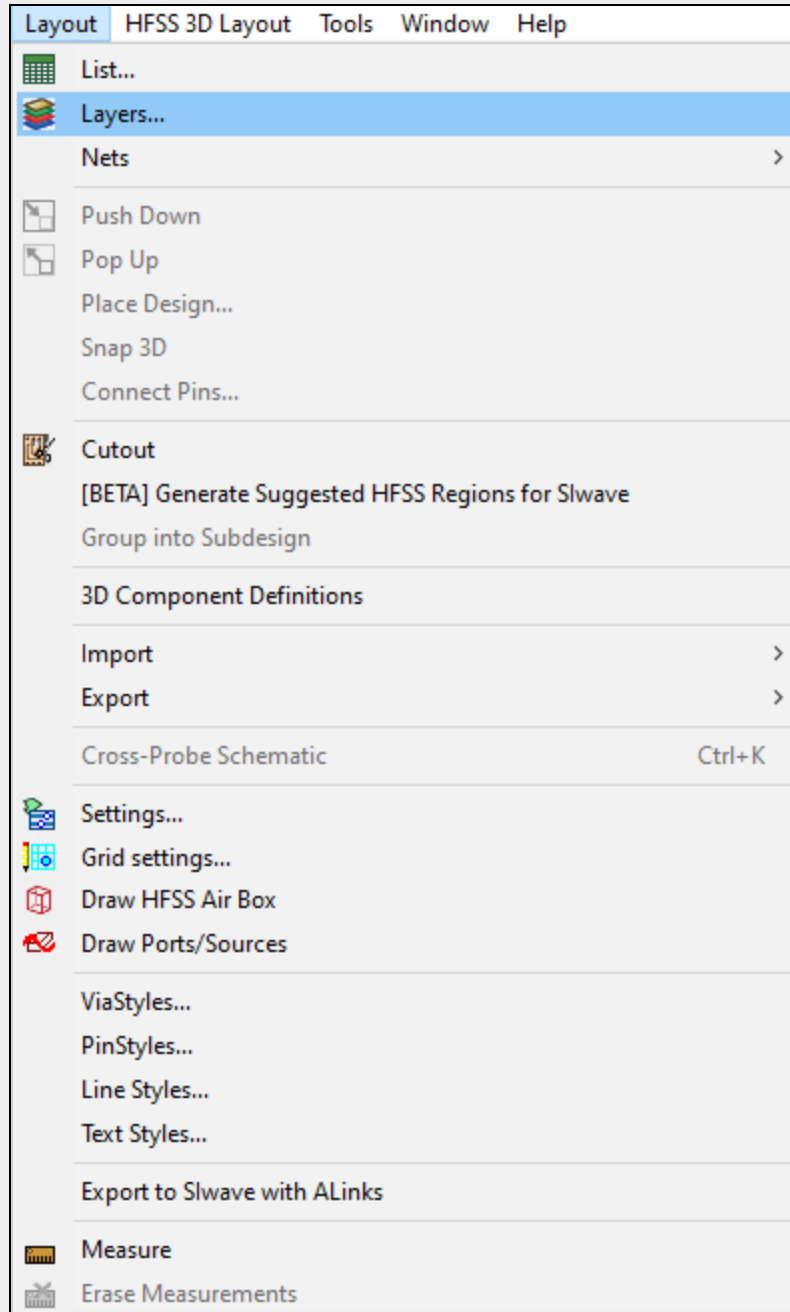 Layout HFSS 3D Layout Tools Window Help
List...
Layers...
Nets
Push Down
Pop Up
Place Design...
Snap 3D
Connect Pins...
Cutout
[BETA] Generate Suggested HFSS Regions for SIwave
Group into Subdesign
3D Component Definitions
Import
Export
Cross-Probe Schematic Ctrl+K
Settings...
Grid settings...
Draw HFSS Air Box
Draw Ports/Sources
ViaStyles...
PinStyles...
Line Styles...
Text Styles...
Export to SIwave with ALinks
Measure
Erase Measurements